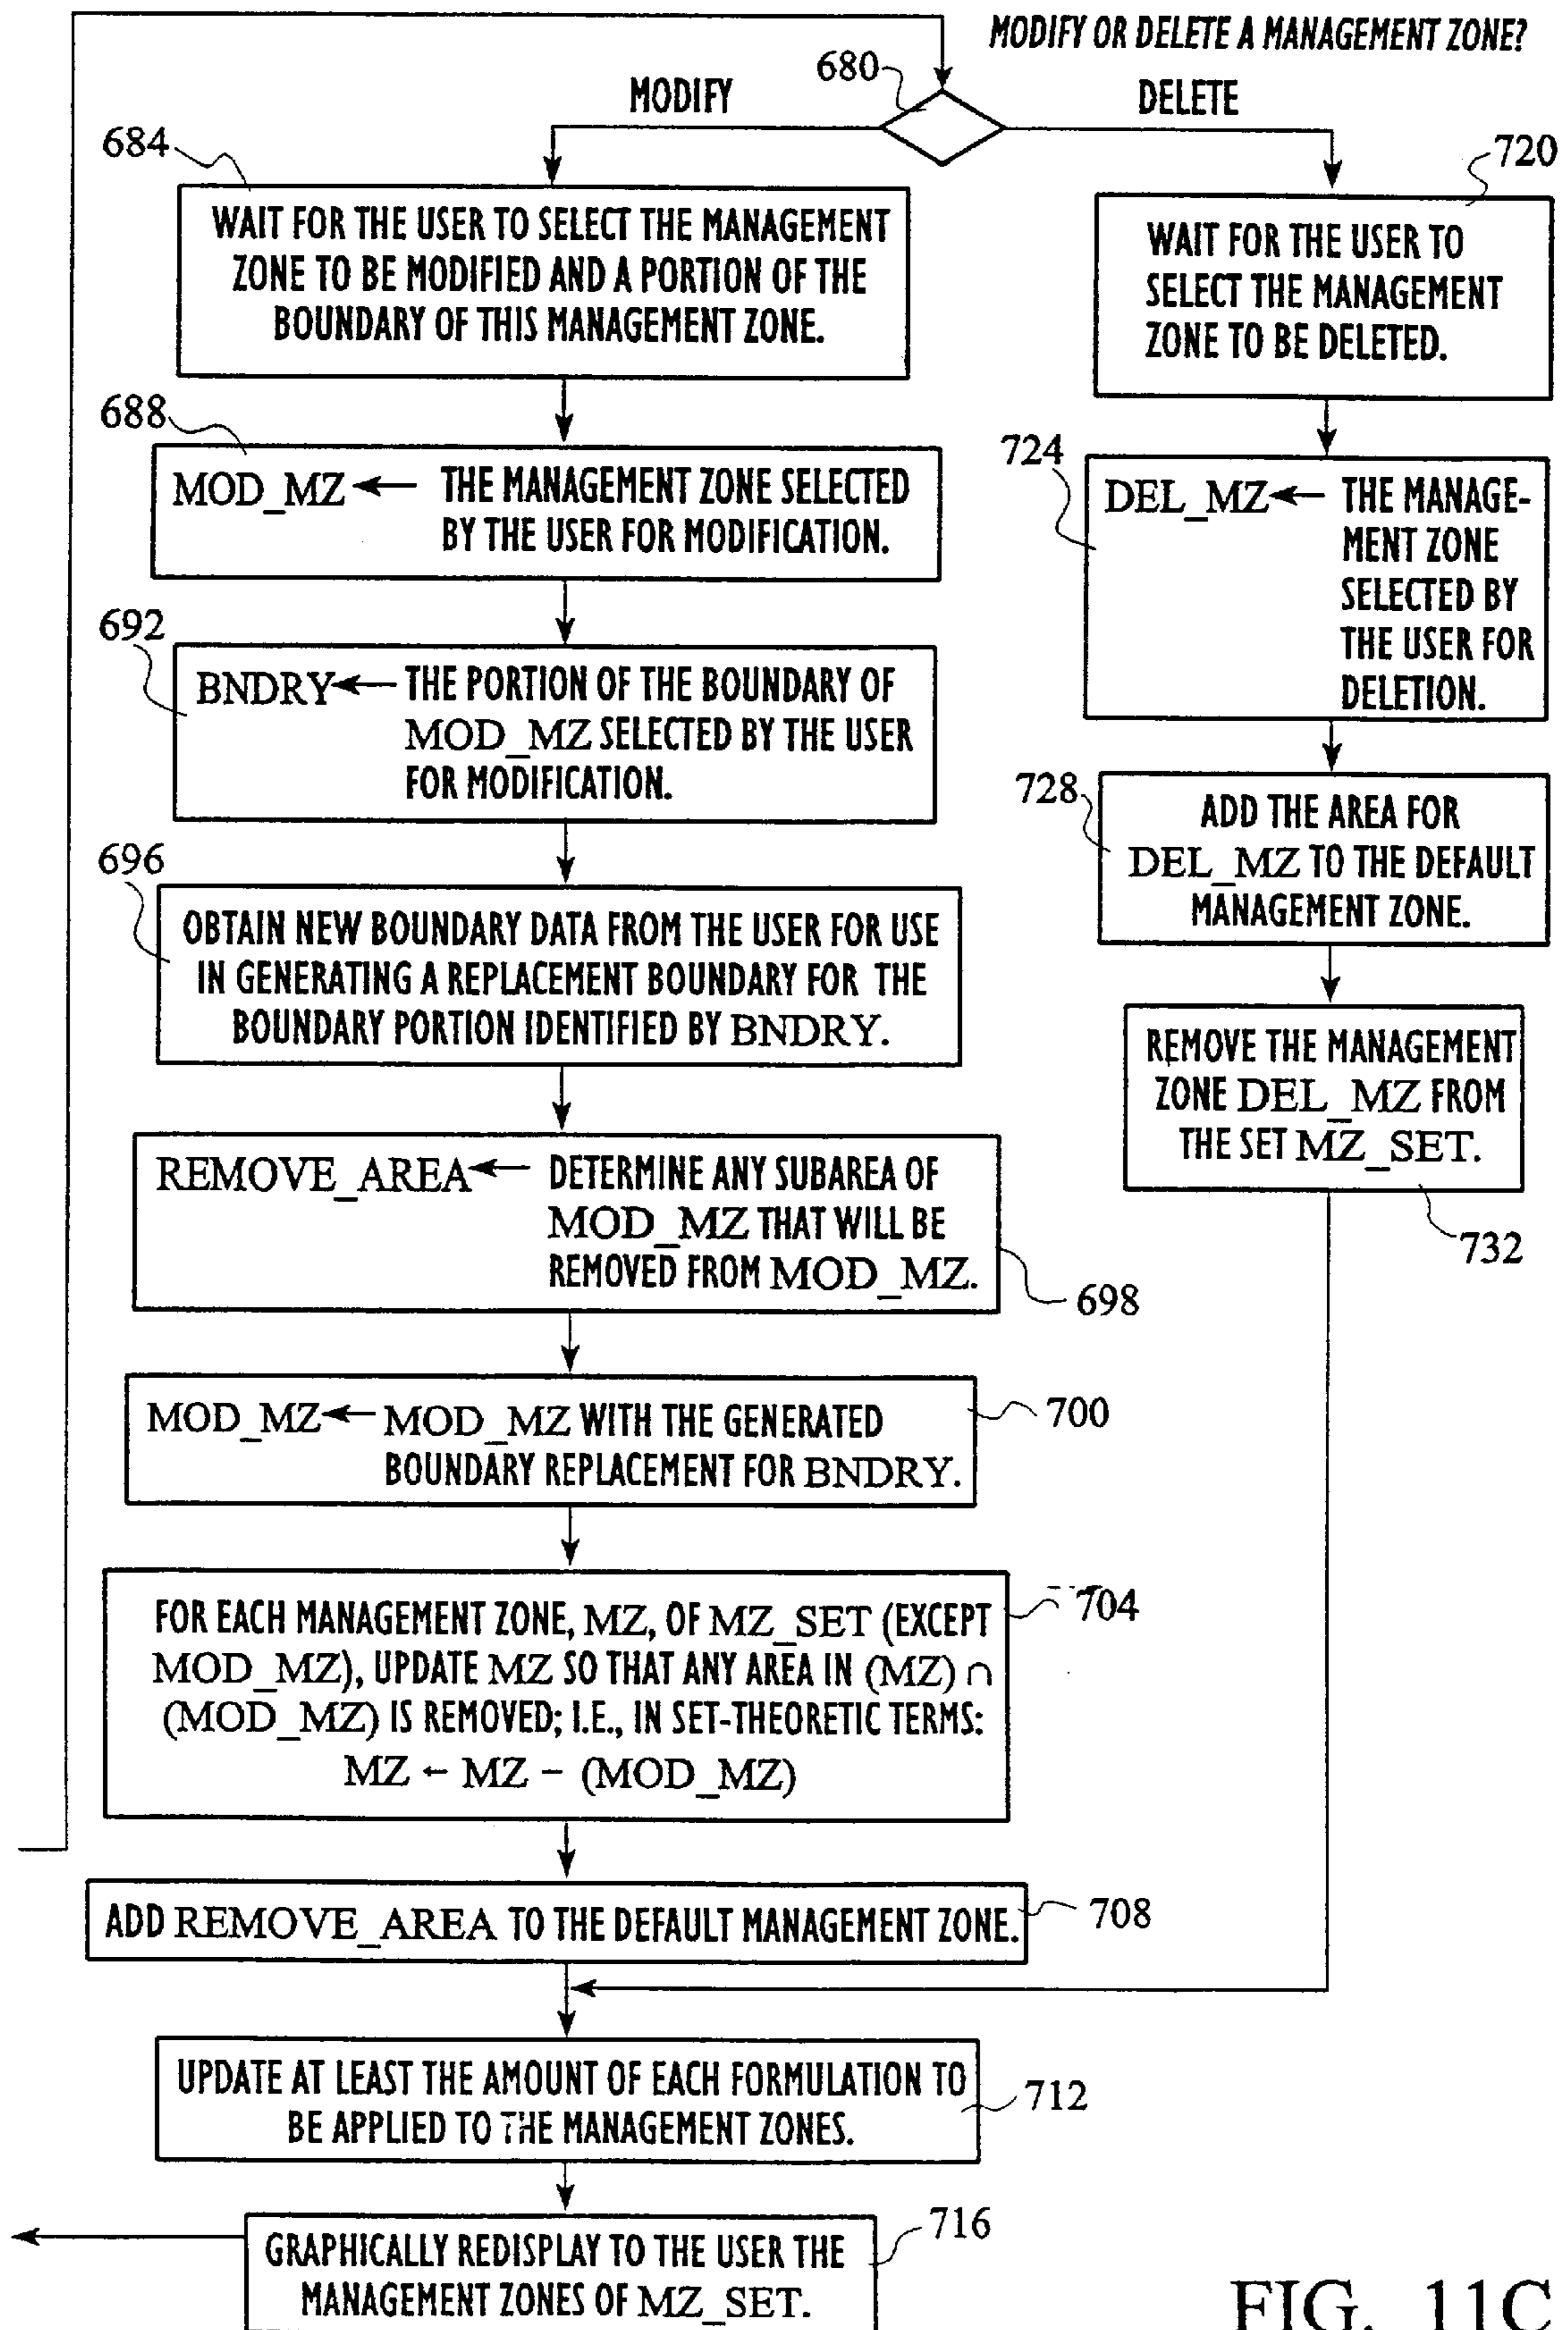 MODIFY OR DELETE A MANAGEMENT ZONE?
680
MODIFY
DELETE
684
WAIT FOR THE USER TO SELECT THE MANAGEMENT
ZONE TO BE MODIFIED AND A PORTION OF THE
BOUNDARY OF THIS MANAGEMENT ZONE.
688
MOD_MZ ← THE MANAGEMENT ZONE SELECTED
BY THE USER FOR MODIFICATION.
692
BNDRY ← THE PORTION OF THE BOUNDARY OF
MOD_MZ SELECTED BY THE USER
FOR MODIFICATION.
696
OBTAIN NEW BOUNDARY DATA FROM THE USER FOR USE
IN GENERATING A REPLACEMENT BOUNDARY FOR THE
BOUNDARY PORTION IDENTIFIED BY BNDRY.
REMOVE_AREA ← DETERMINE ANY SUBAREA OF
MOD_MZ THAT WILL BE
REMOVED FROM MOD_MZ.
698
MOD_MZ ← MOD_MZ WITH THE GENERATED
BOUNDARY REPLACEMENT FOR BNDRY.
700
FOR EACH MANAGEMENT ZONE, MZ, OF MZ_SET (EXCEPT
MOD_MZ), UPDATE MZ SO THAT ANY AREA IN (MZ) ∩
(MOD_MZ) IS REMOVED; I.E., IN SET-THEORETIC TERMS:
MZ ← MZ − (MOD_MZ)
704
ADD REMOVE_AREA TO THE DEFAULT MANAGEMENT ZONE.
708
720
WAIT FOR THE USER TO
SELECT THE MANAGEMENT
ZONE TO BE DELETED.
724
DEL_MZ ← THE MANAGE-
MENT ZONE
SELECTED BY
THE USER FOR
DELETION.
728
ADD THE AREA FOR
DEL_MZ TO THE DEFAULT
MANAGEMENT ZONE.
REMOVE THE MANAGEMENT
ZONE DEL_MZ FROM
THE SET MZ_SET.
732
UPDATE AT LEAST THE AMOUNT OF EACH FORMULATION TO
BE APPLIED TO THE MANAGEMENT ZONES.
712
GRAPHICALLY REDISPLAY TO THE USER THE
MANAGEMENT ZONES OF MZ_SET.
716
FIG. 11C